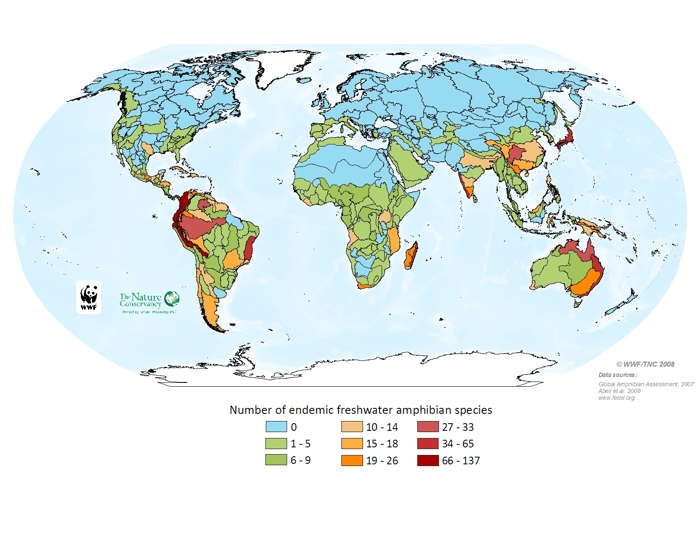 WWF
The Nature
Conservancy
Protecting nature. Preserving life.
© WWF/TNC 2008
Data sources:
Global Amphibian Assessment, 2007
Abell et al. 2008
www.feow.org
Number of endemic freshwater amphibian species
0
1 - 5
6 - 9
10 - 14
15 - 18
19 - 26
27 - 33
34 - 65
66 - 137